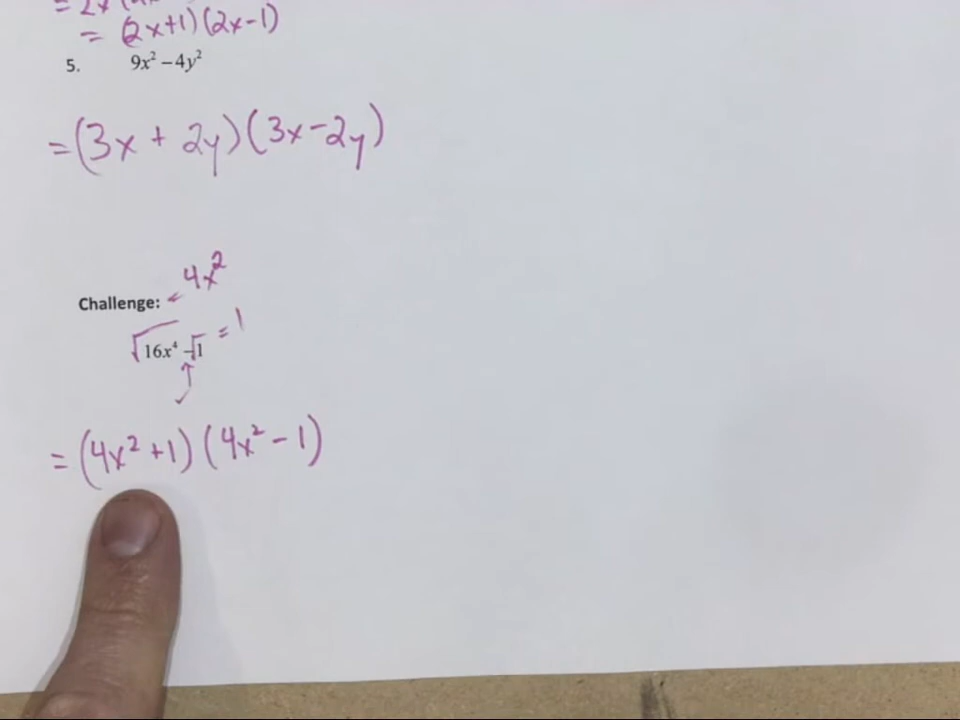 = 2x
= (2x+1)(2x-1)
5. 9x² – 4y²
= (3x + 2y)(3x - 2y)
4x²
Challenge:
√16x⁴ – √1 = 1
= (4x² + 1)(4x² - 1)